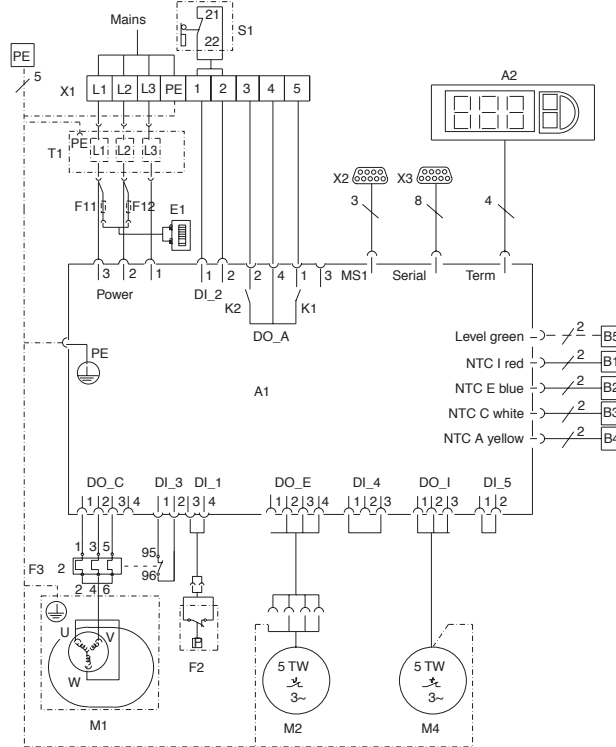 Mains
21
22
S1
PE
5
X1 L1 L2 L3 PE 1 2 3 4 5
A2
PE
T1 L1 L2 L3
X2
X3
F11
F12
E1
3
8
4
3 2 1
1 2
2 4 1 3
MS1
Serial
Term
Power
DI_2
K2
K1
DO_A
Level green 2 B5
NTC I red 2 B1
NTC E blue 2 B2
NTC C white 2 B3
NTC A yellow 2 B4
PE
A1
DO_C DI_3 DI_1 DO_E DI_4 DO_I DI_5
1 2 3 4 1 2 3 4 1 2 3 4 1 2 3 1 2 3 1 2
1 3 5
95
F3 2
96
2 4 6
P
F2
U V
W
M1
5 TW
3~
M2
5 TW
3~
M4